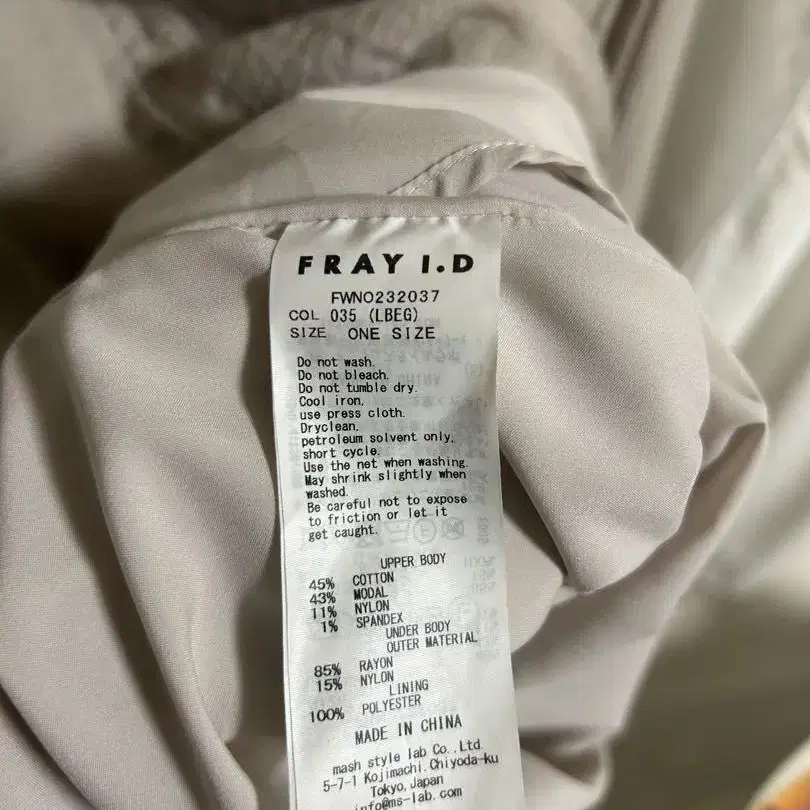 FRAY I.D
FWNO232037
COL 035 (LBEG)
SIZE ONE SIZE
Do not wash.
Do not bleach.
Do not tumble dry.
Cool iron,
use press cloth.
Dryclean,
petroleum solvent only,
short cycle.
Use the net when washing.
May shrink slightly when
washed.
Be careful not to expose
to friction or let it
get caught.
UPPER BODY
45% COTTON
43% MODAL
11% NYLON
1% SPANDEX
UNDER BODY
OUTER MATERIAL
85% RAYON
15% NYLON
LINING
100% POLYESTER
MADE IN CHINA
mash style lab Co.,Ltd.
5-7-1 Kojimachi,Chiyoda-ku
Tokyo,Japan
info@ms-lab.com